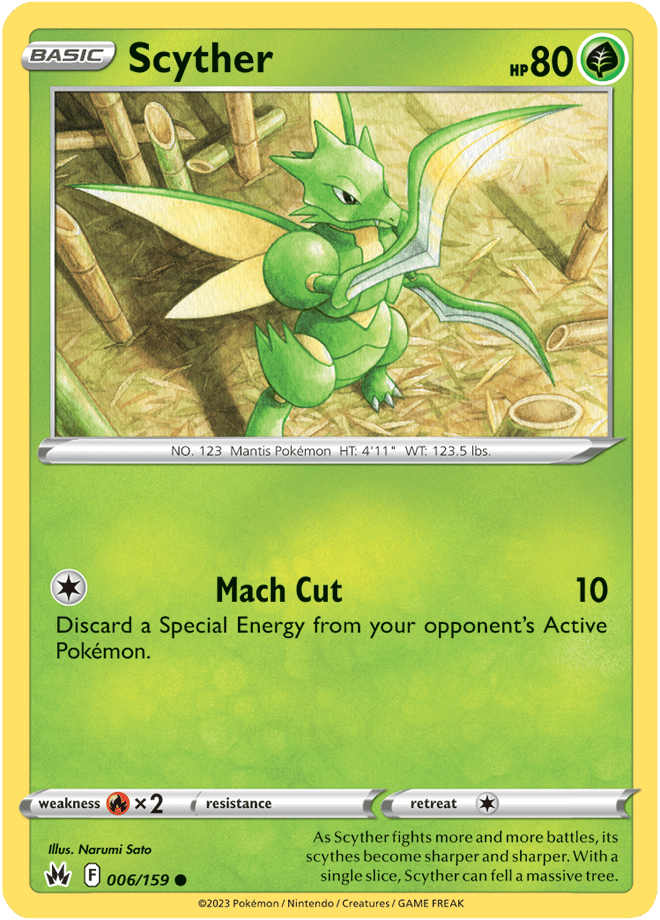 BASIC Scyther HP80
NO. 123 Mantis Pokémon HT: 4'11" WT: 123.5 lbs.
Mach Cut 10
Discard a Special Energy from your opponent's Active
Pokémon.
weakness ×2 resistance retreat
Illus. Narumi Sato
F 006/159
As Scyther fights more and more battles, its
scythes become sharper and sharper. With a
single slice, Scyther can fell a massive tree.
©2023 Pokémon / Nintendo / Creatures / GAME FREAK